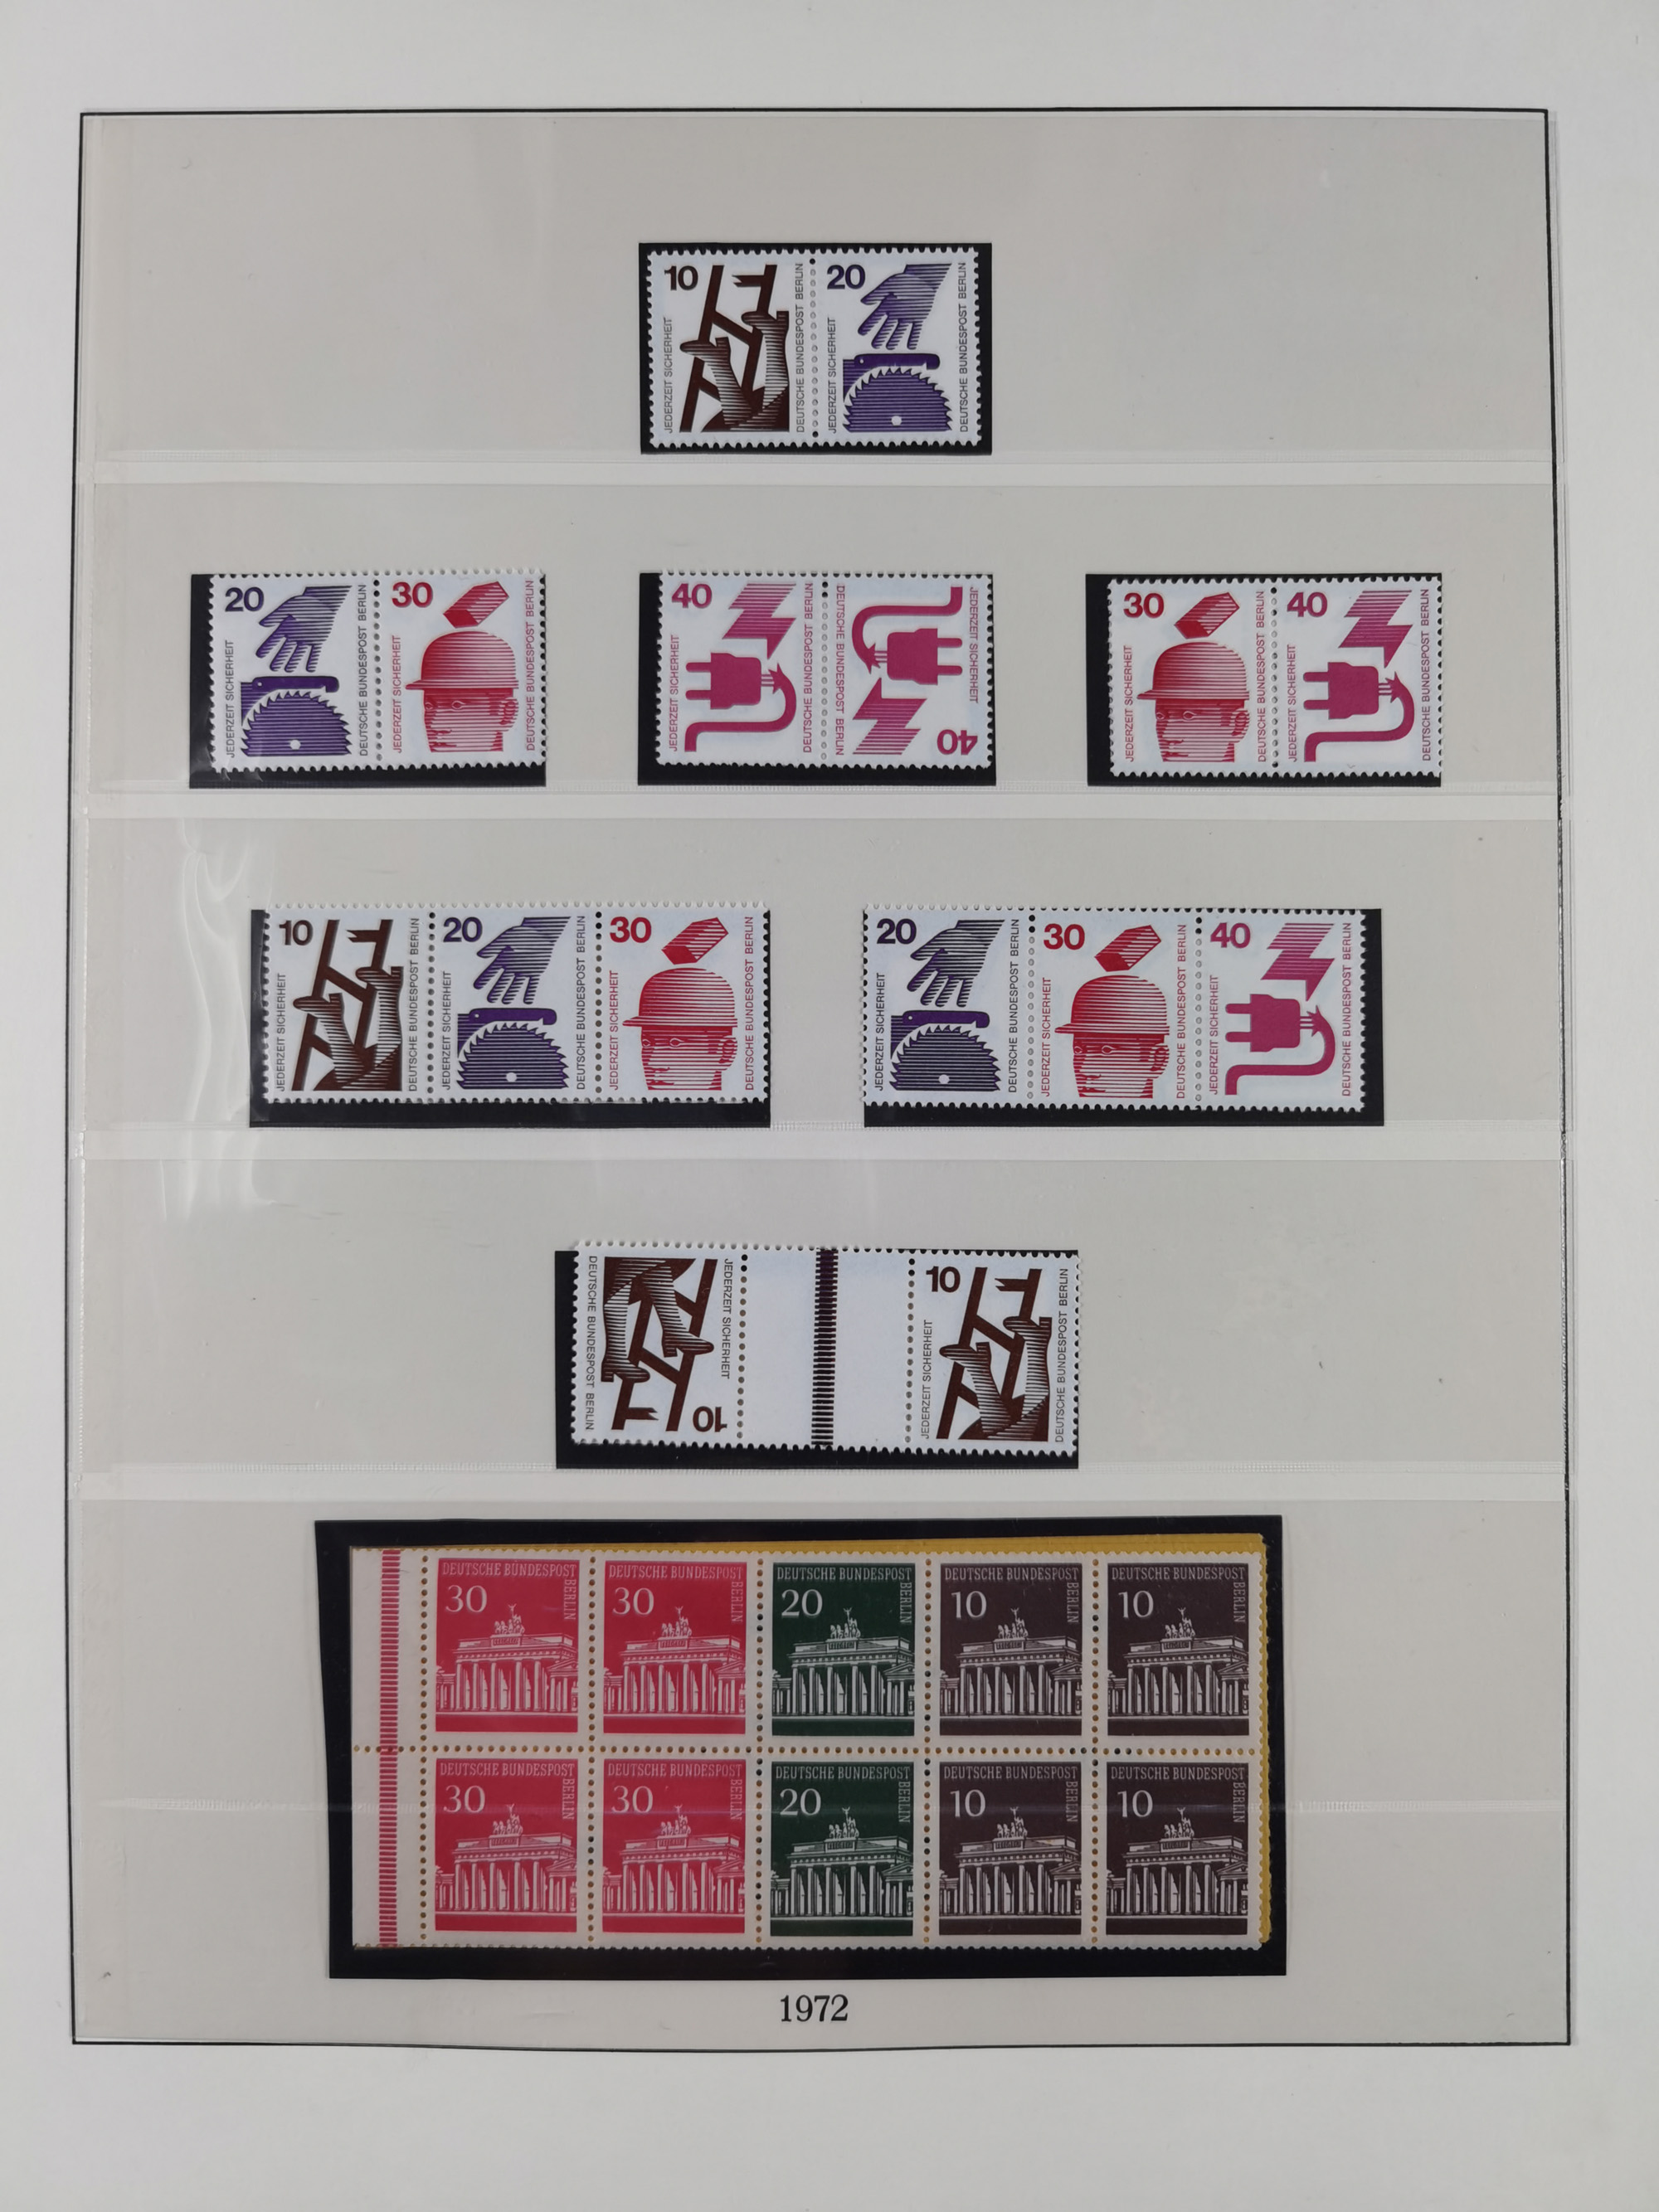 10
JEDERZEIT SICHERHEIT
DEUTSCHE BUNDESPOST BERLIN
20
JEDERZEIT SICHERHEIT
DEUTSCHE BUNDESPOST BERLIN
20
JEDERZEIT SICHERHEIT
DEUTSCHE BUNDESPOST BERLIN
30
JEDERZEIT SICHERHEIT
DEUTSCHE BUNDESPOST BERLIN
40
JEDERZEIT SICHERHEIT
DEUTSCHE BUNDESPOST BERLIN
DEUTSCHE BUNDESPOST BERLIN
JEDERZEIT SICHERHEIT
40
30
JEDERZEIT SICHERHEIT
DEUTSCHE BUNDESPOST BERLIN
40
JEDERZEIT SICHERHEIT
DEUTSCHE BUNDESPOST BERLIN
10
JEDERZEIT SICHERHEIT
DEUTSCHE BUNDESPOST BERLIN
20
JEDERZEIT SICHERHEIT
DEUTSCHE BUNDESPOST BERLIN
30
JEDERZEIT SICHERHEIT
DEUTSCHE BUNDESPOST BERLIN
20
JEDERZEIT SICHERHEIT
DEUTSCHE BUNDESPOST BERLIN
30
JEDERZEIT SICHERHEIT
DEUTSCHE BUNDESPOST BERLIN
40
JEDERZEIT SICHERHEIT
DEUTSCHE BUNDESPOST BERLIN
DEUTSCHE BUNDESPOST BERLIN
JEDERZEIT SICHERHEIT
10
10
JEDERZEIT SICHERHEIT
DEUTSCHE BUNDESPOST BERLIN
DEUTSCHE BUNDESPOST
BERLIN
30
DEUTSCHE BUNDESPOST
BERLIN
30
DEUTSCHE BUNDESPOST
BERLIN
20
DEUTSCHE BUNDESPOST
BERLIN
10
DEUTSCHE BUNDESPOST
BERLIN
10
DEUTSCHE BUNDESPOST
BERLIN
30
DEUTSCHE BUNDESPOST
BERLIN
30
DEUTSCHE BUNDESPOST
BERLIN
20
DEUTSCHE BUNDESPOST
BERLIN
10
DEUTSCHE BUNDESPOST
BERLIN
10
1972